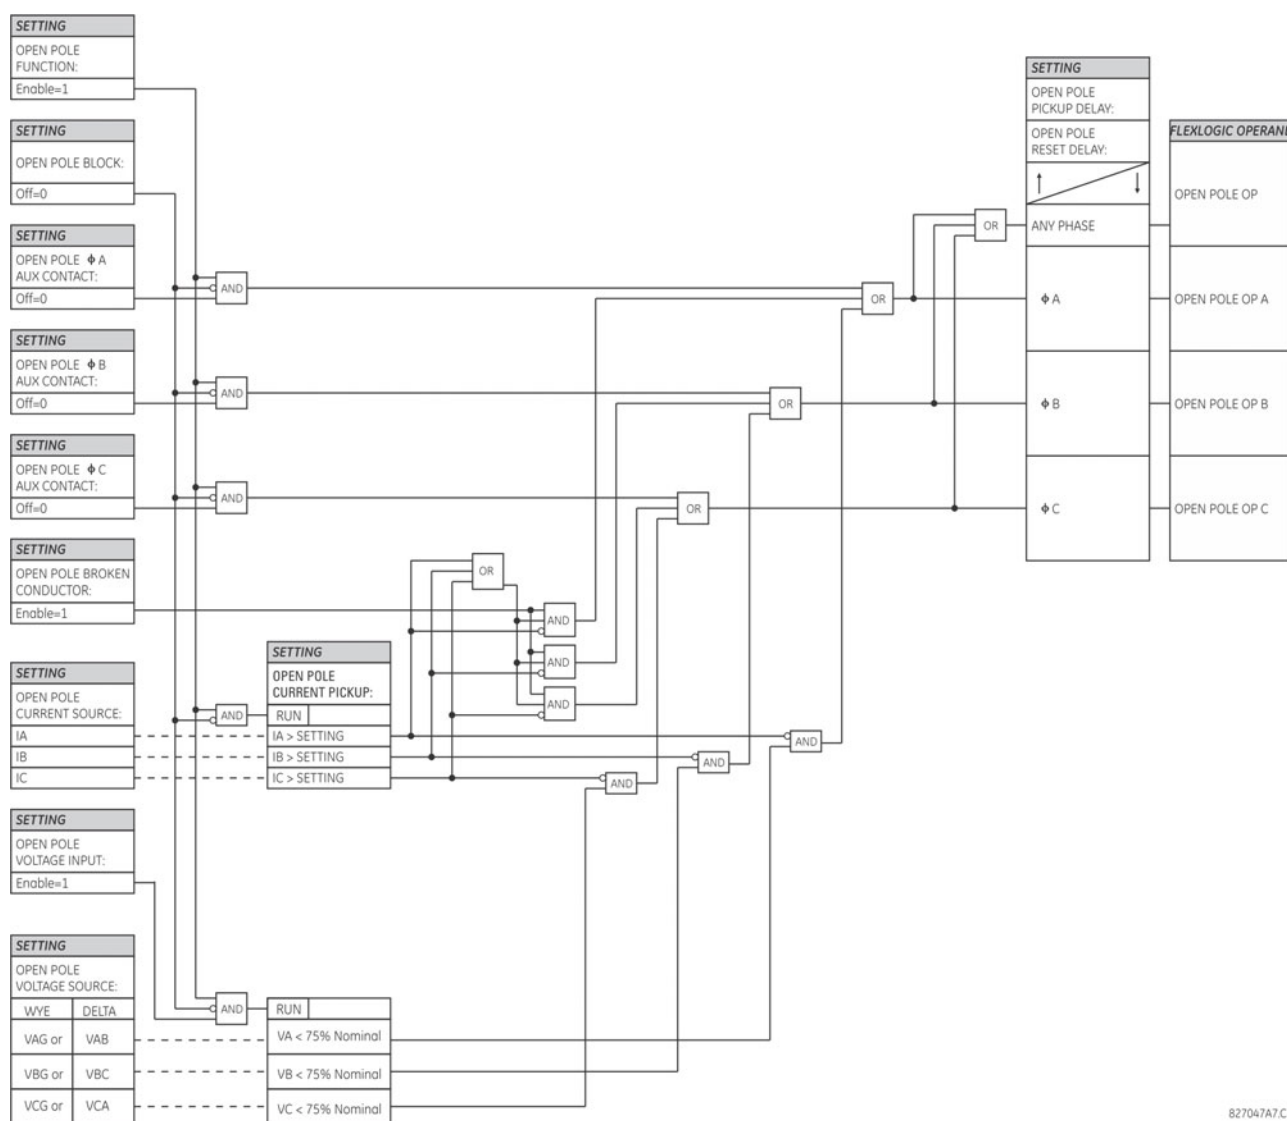 SETTING
OPEN POLE
FUNCTION:
Enable=1
SETTING
OPEN POLE BLOCK:
Off=0
SETTING
OPEN POLE ϕ A
AUX CONTACT:
Off=0
SETTING
OPEN POLE ϕ B
AUX CONTACT:
Off=0
SETTING
OPEN POLE ϕ C
AUX CONTACT:
Off=0
SETTING
OPEN POLE BROKEN
CONDUCTOR:
Enable=1
SETTING
OPEN POLE
CURRENT SOURCE:
IA
IB
IC
SETTING
OPEN POLE
VOLTAGE INPUT:
Enable=1
SETTING
OPEN POLE
VOLTAGE SOURCE:
WYE DELTA
VAG or VAB
VBG or VBC
VCG or VCA
AND
AND
AND
AND
AND
SETTING
OPEN POLE
CURRENT PICKUP:
RUN
IA > SETTING
IB > SETTING
IC > SETTING
RUN
VA < 75% Nominal
VB < 75% Nominal
VC < 75% Nominal
OR
AND
AND
AND
AND
AND
AND
OR
OR
OR
OR
SETTING
OPEN POLE
PICKUP DELAY:
OPEN POLE
RESET DELAY:
ANY PHASE
ϕ A
ϕ B
ϕ C
FLEXLOGIC OPERAN
OPEN POLE OP
OPEN POLE OP A
OPEN POLE OP B
OPEN POLE OP C
827047A7.C